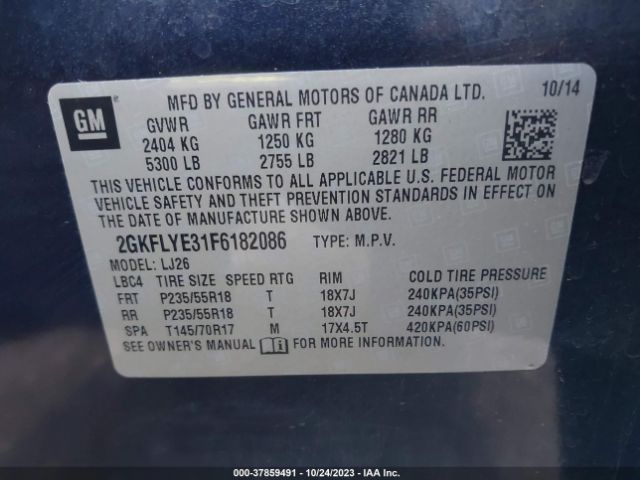 GM
MFD BY GENERAL MOTORS OF CANADA LTD. 10/14
GVWR GAWR FRT GAWR RR
2404 KG 1250 KG 1280 KG
5300 LB 2755 LB 2821 LB
THIS VEHICLE CONFORMS TO ALL APPLICABLE U.S. FEDERAL MOTOR
VEHICLE SAFETY AND THEFT PREVENTION STANDARDS IN EFFECT ON
THE DATE OF MANUFACTURE SHOWN ABOVE.
2GKFLYE31F6182086 TYPE: M.P.V.
MODEL: LJ26
LBC4 TIRE SIZE SPEED RTG RIM COLD TIRE PRESSURE
FRT P235/55R18 T 18X7J 240KPA(35PSI)
RR P235/55R18 T 18X7J 240KPA(35PSI)
SPA T145/70R17 M 17X4.5T 420KPA(60PSI)
SEE OWNER'S MANUAL FOR MORE INFORMATION.
000-37859491 - 10/24/2023 - IAA Inc.